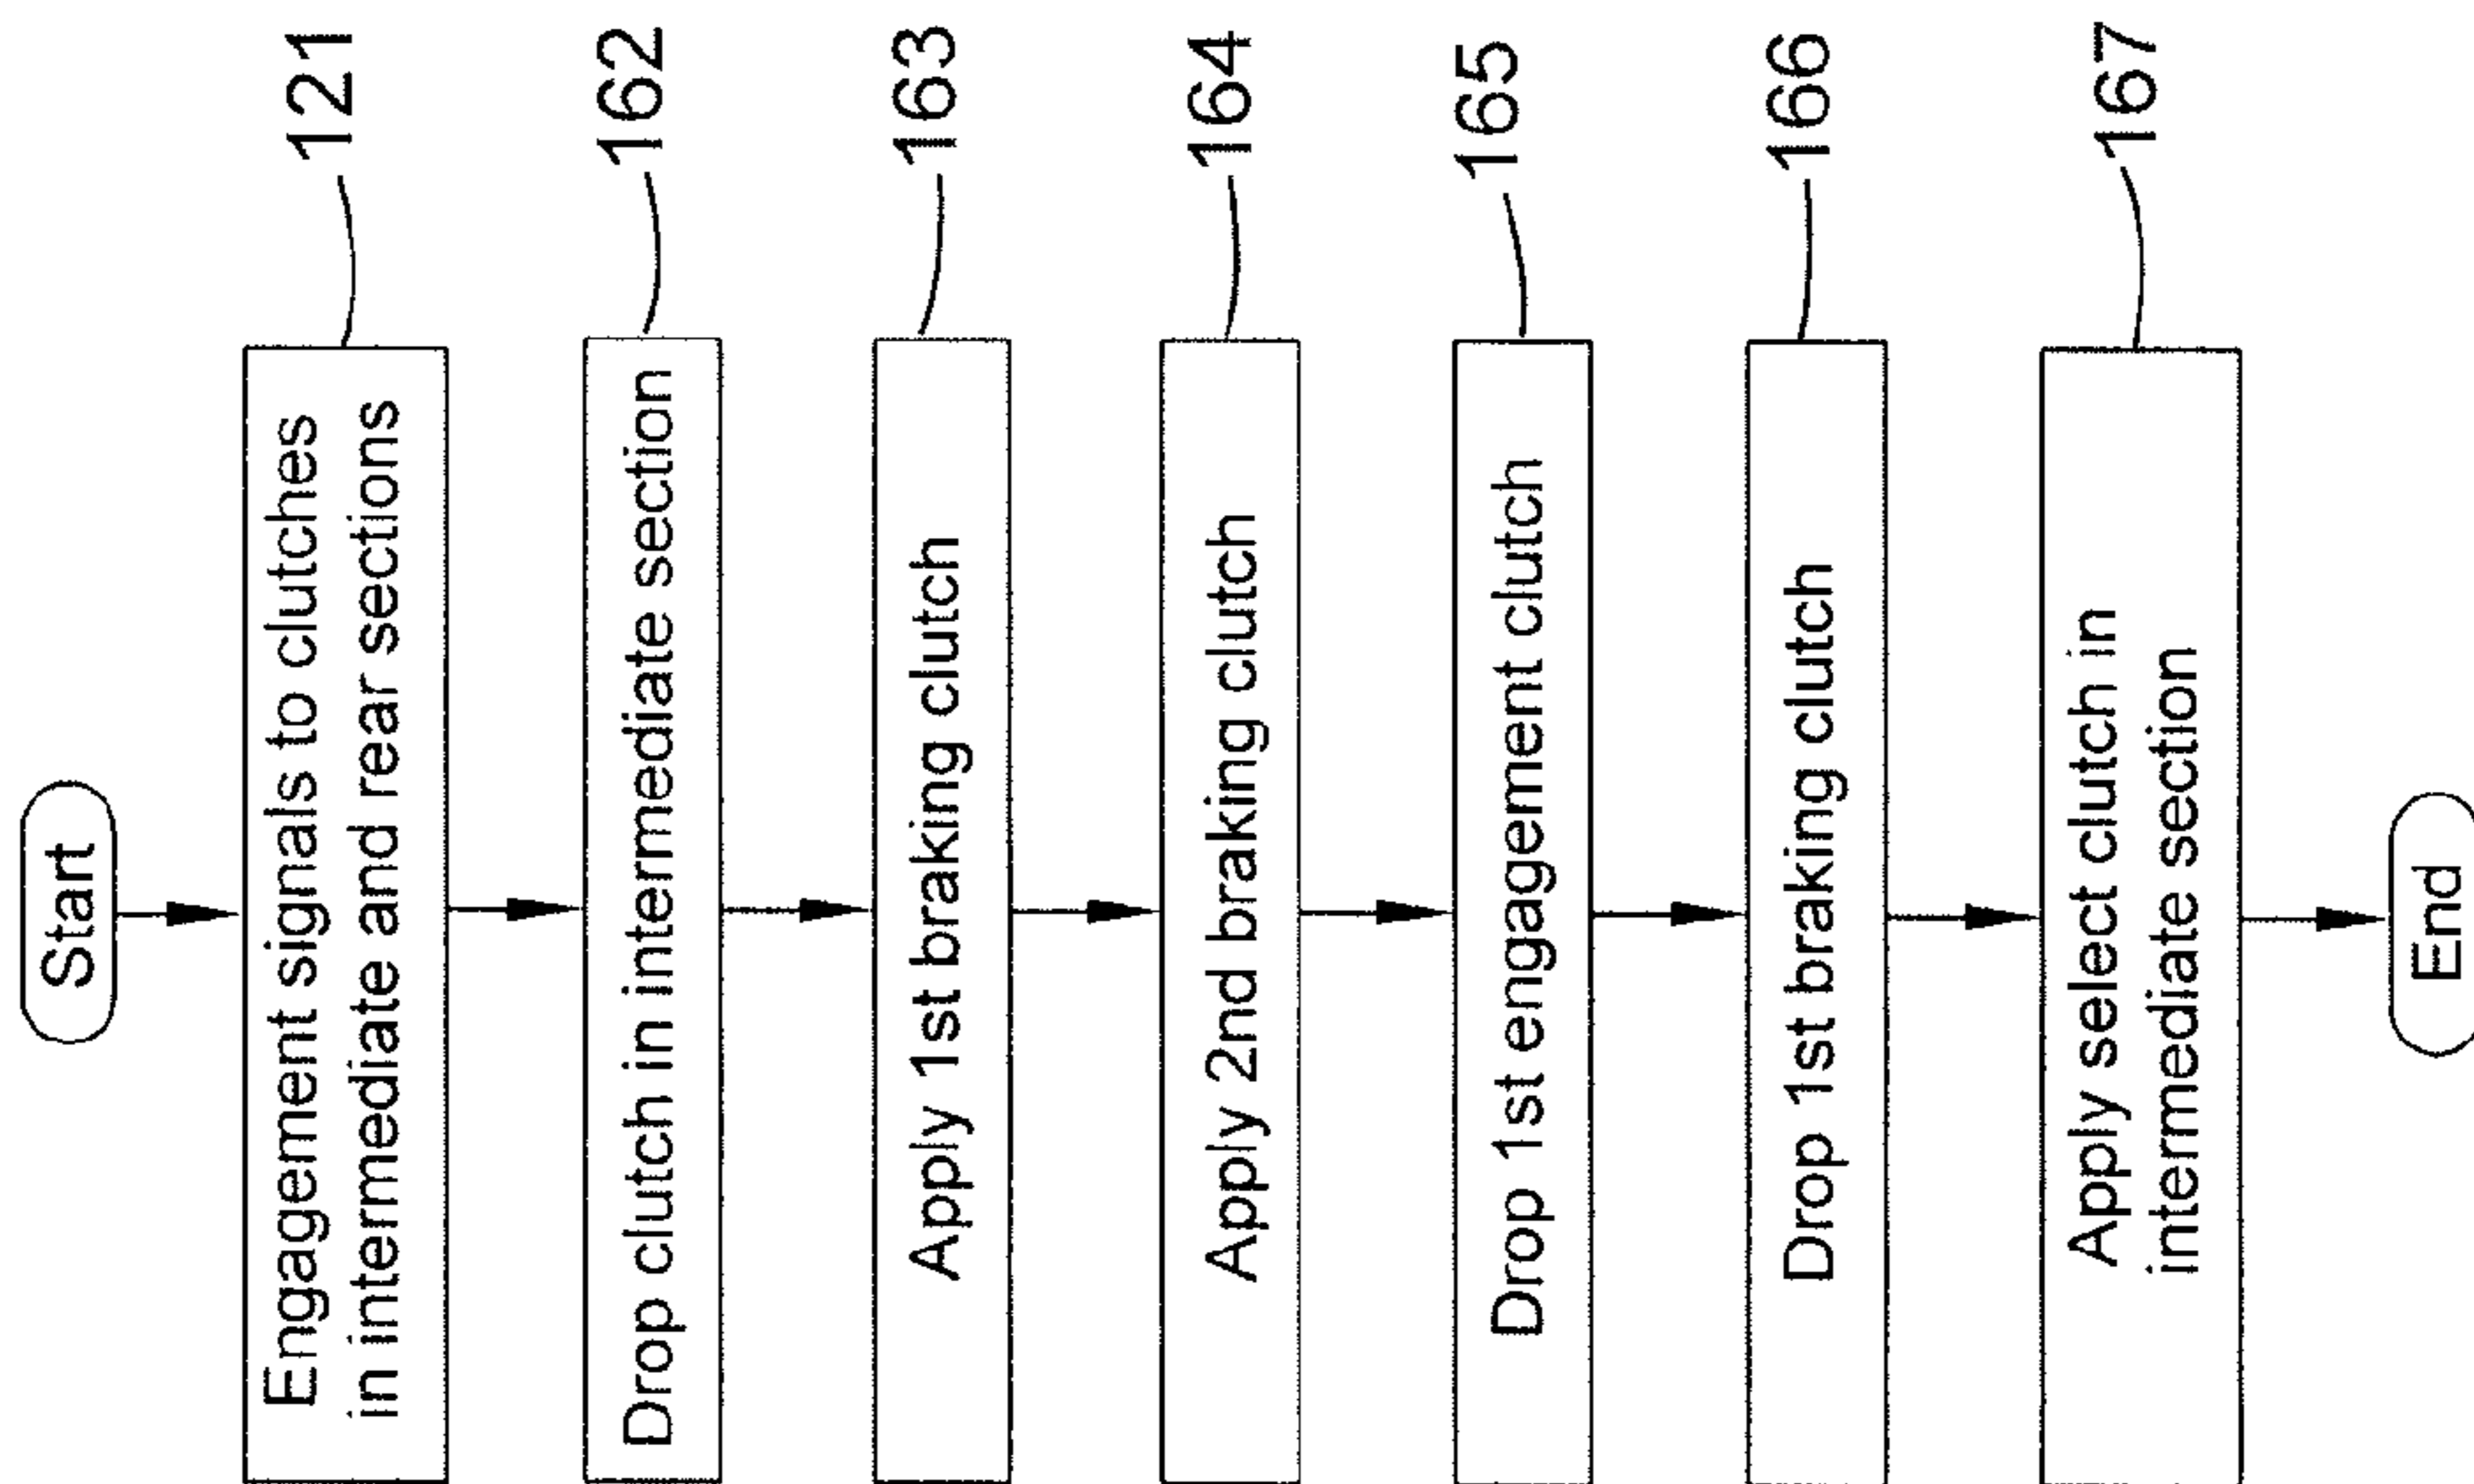 Start
Engagement signals to clutches
in intermediate and rear sections
121
Drop clutch in intermediate section
162
Apply 1st braking clutch
163
Apply 2nd braking clutch
164
Drop 1st engagement clutch
165
Drop 1st braking clutch
166
Apply select clutch in
intermediate section
167
End